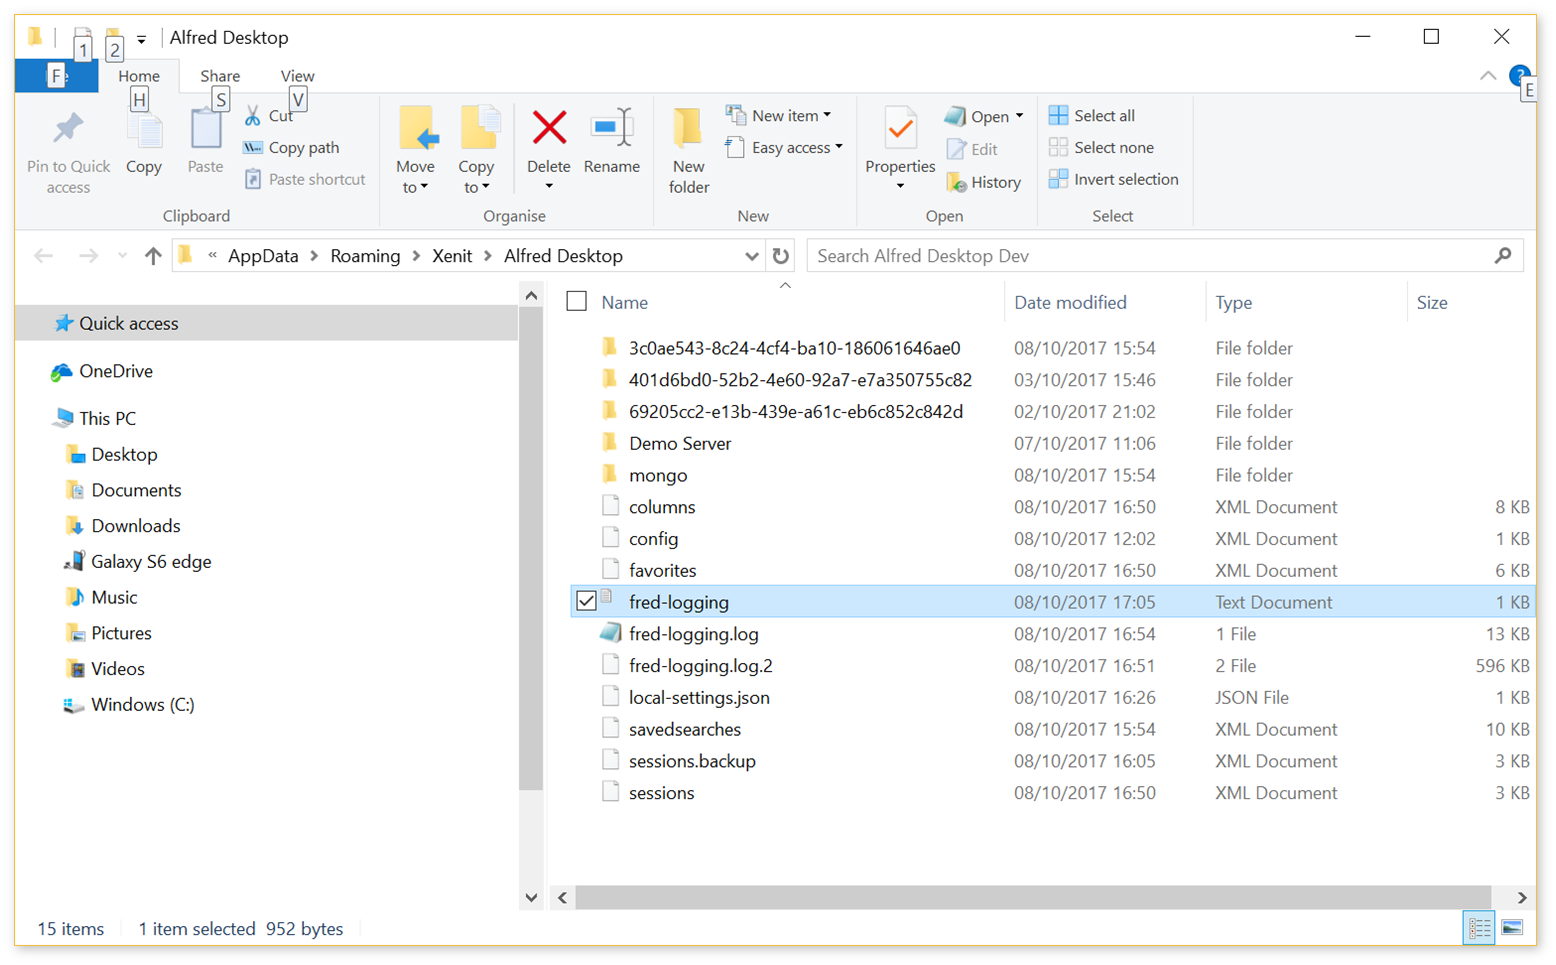 1 2 Alfred Desktop
F Home Share View ?
H S V E
Pin to Quick access
Copy
Paste
Cut
Copy path
Paste shortcut
Move to
Copy to
Delete
Rename
New folder
New item
Easy access
Properties
Open
Edit
History
Select all
Select none
Invert selection
Clipboard Organise New Open Select
« AppData > Roaming > Xenit > Alfred Desktop
Search Alfred Desktop Dev
Quick access
OneDrive
This PC
Desktop
Documents
Downloads
Galaxy S6 edge
Music
Pictures
Videos
Windows (C:)
Name Date modified Type Size
3c0ae543-8c24-4cf4-ba10-186061646ae0 08/10/2017 15:54 File folder
401d6bd0-52b2-4e60-92a7-e7a350755c82 03/10/2017 15:46 File folder
69205cc2-e13b-439e-a61c-eb6c852c842d 02/10/2017 21:02 File folder
Demo Server 07/10/2017 11:06 File folder
mongo 08/10/2017 15:54 File folder
columns 08/10/2017 16:50 XML Document 8 KB
config 08/10/2017 12:02 XML Document 1 KB
favorites 08/10/2017 16:50 XML Document 6 KB
fred-logging 08/10/2017 17:05 Text Document 1 KB
fred-logging.log 08/10/2017 16:54 1 File 13 KB
fred-logging.log.2 08/10/2017 16:51 2 File 596 KB
local-settings.json 08/10/2017 16:26 JSON File 1 KB
savedsearches 08/10/2017 15:54 XML Document 10 KB
sessions.backup 08/10/2017 16:05 XML Document 3 KB
sessions 08/10/2017 16:50 XML Document 3 KB
15 items 1 item selected 952 bytes